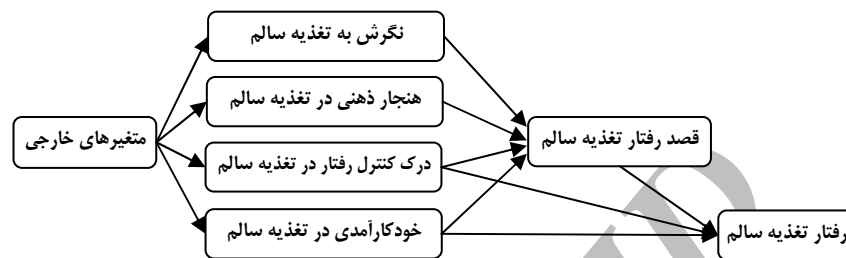 نگرش به تغذیه سالم
هنجار ذهنی در تغذیه سالم
متغیرهای خارجی
قصد رفتار تغذیه سالم
درک کنترل رفتار در تغذیه سالم
خودکارآمدی در تغذیه سالم
رفتار تغذیه سالم